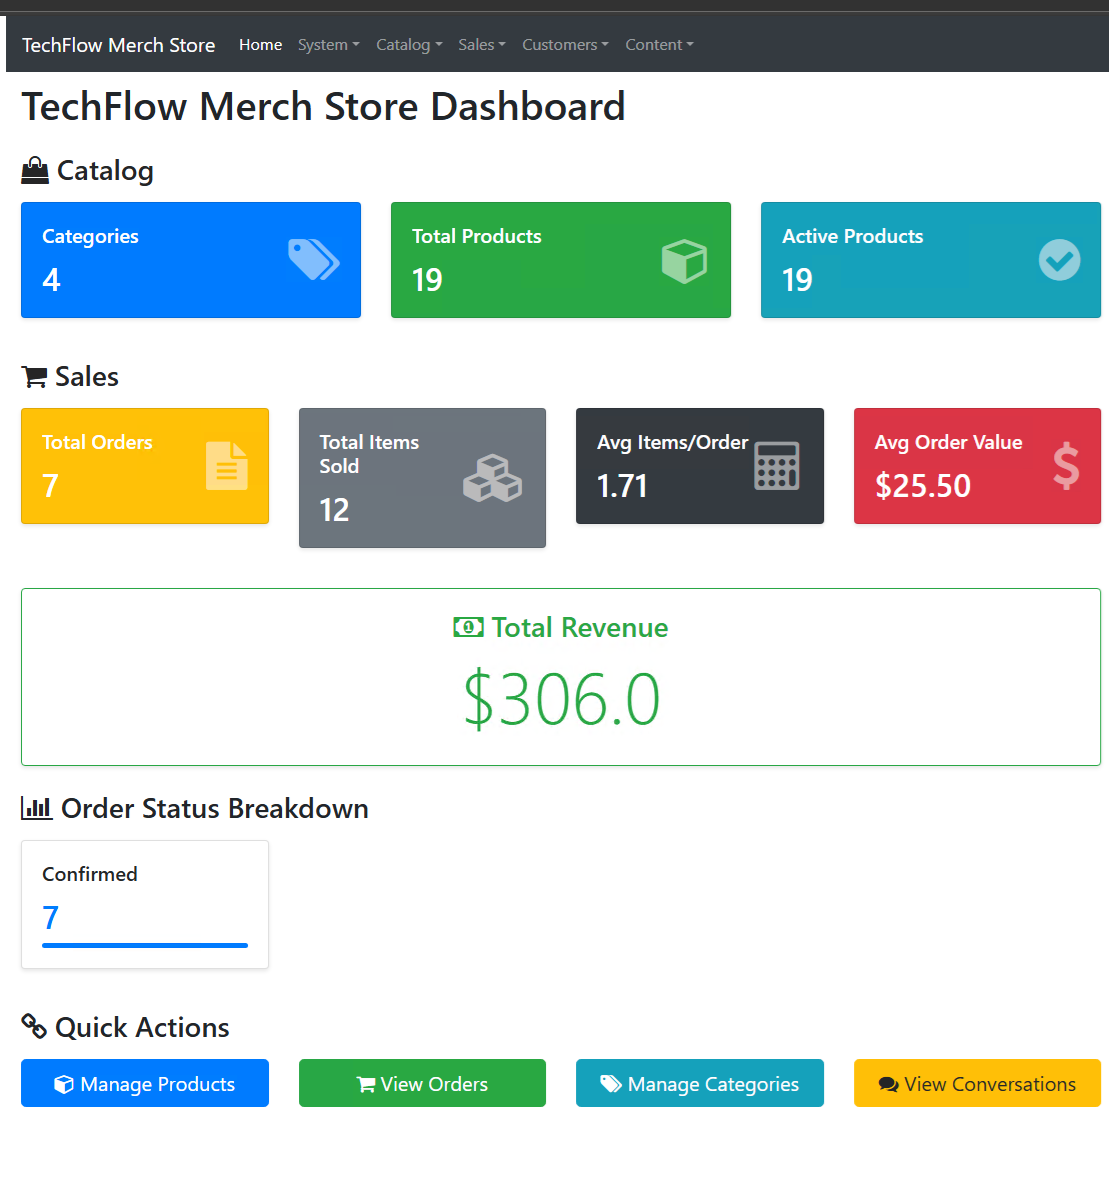 TechFlow Merch Store Home System Catalog Sales Customers Content
TechFlow Merch Store Dashboard
Catalog
Categories
4
Total Products
19
Active Products
19
Sales
Total Orders
7
Total Items
Sold
12
Avg Items/Order
1.71
Avg Order Value
$25.50
Total Revenue
$306.0
Order Status Breakdown
Confirmed
7
Quick Actions
Manage Products
View Orders
Manage Categories
View Conversations